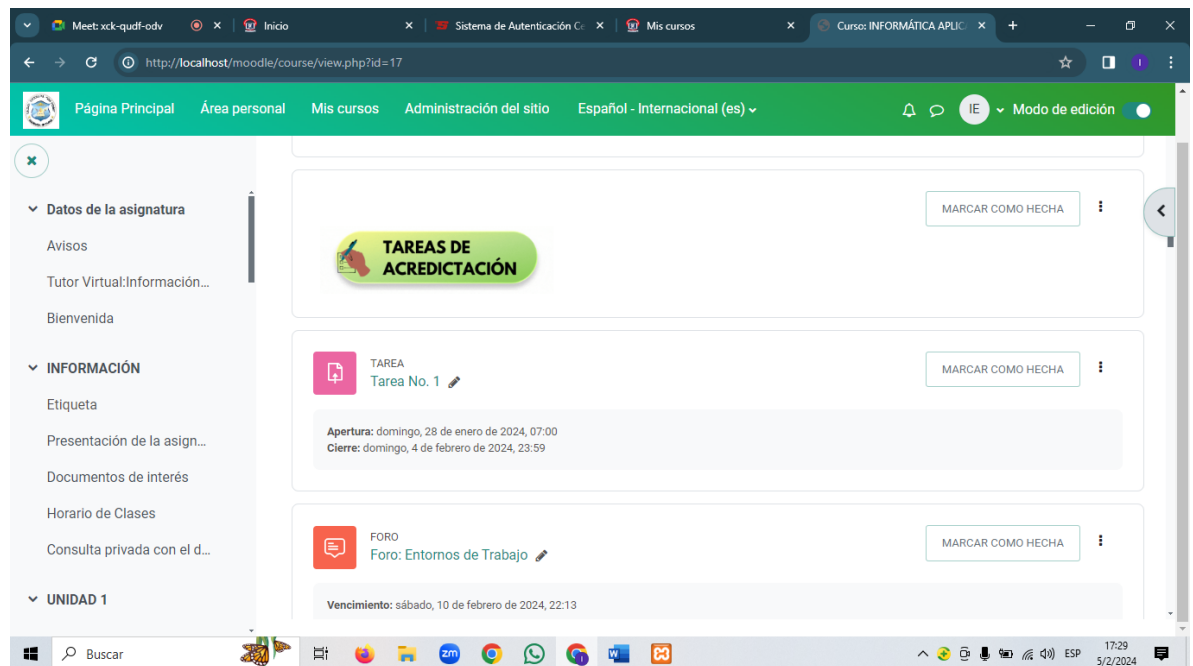 Meet: xck-qudf-odv
Inicio
Sistema de Autenticación Ce
Mis cursos
Curso: INFORMÁTICA APLICA
http://localhost/moodle/course/view.php?id=17
Página Principal
Área personal
Mis cursos
Administración del sitio
Español - Internacional (es)
IE
Modo de edición
Datos de la asignatura
Avisos
Tutor Virtual:Información...
Bienvenida
INFORMACIÓN
Etiqueta
Presentación de la asign...
Documentos de interés
Horario de Clases
Consulta privada con el d...
UNIDAD 1
MARCAR COMO HECHA
TAREAS DE
ACREDICTACIÓN
TAREA
Tarea No. 1
MARCAR COMO HECHA
Apertura: domingo, 28 de enero de 2024, 07:00
Cierre: domingo, 4 de febrero de 2024, 23:59
FORO
Foro: Entornos de Trabajo
MARCAR COMO HECHA
Vencimiento: sábado, 10 de febrero de 2024, 22:13
Buscar
zm
ESP
17:29
5/2/2024